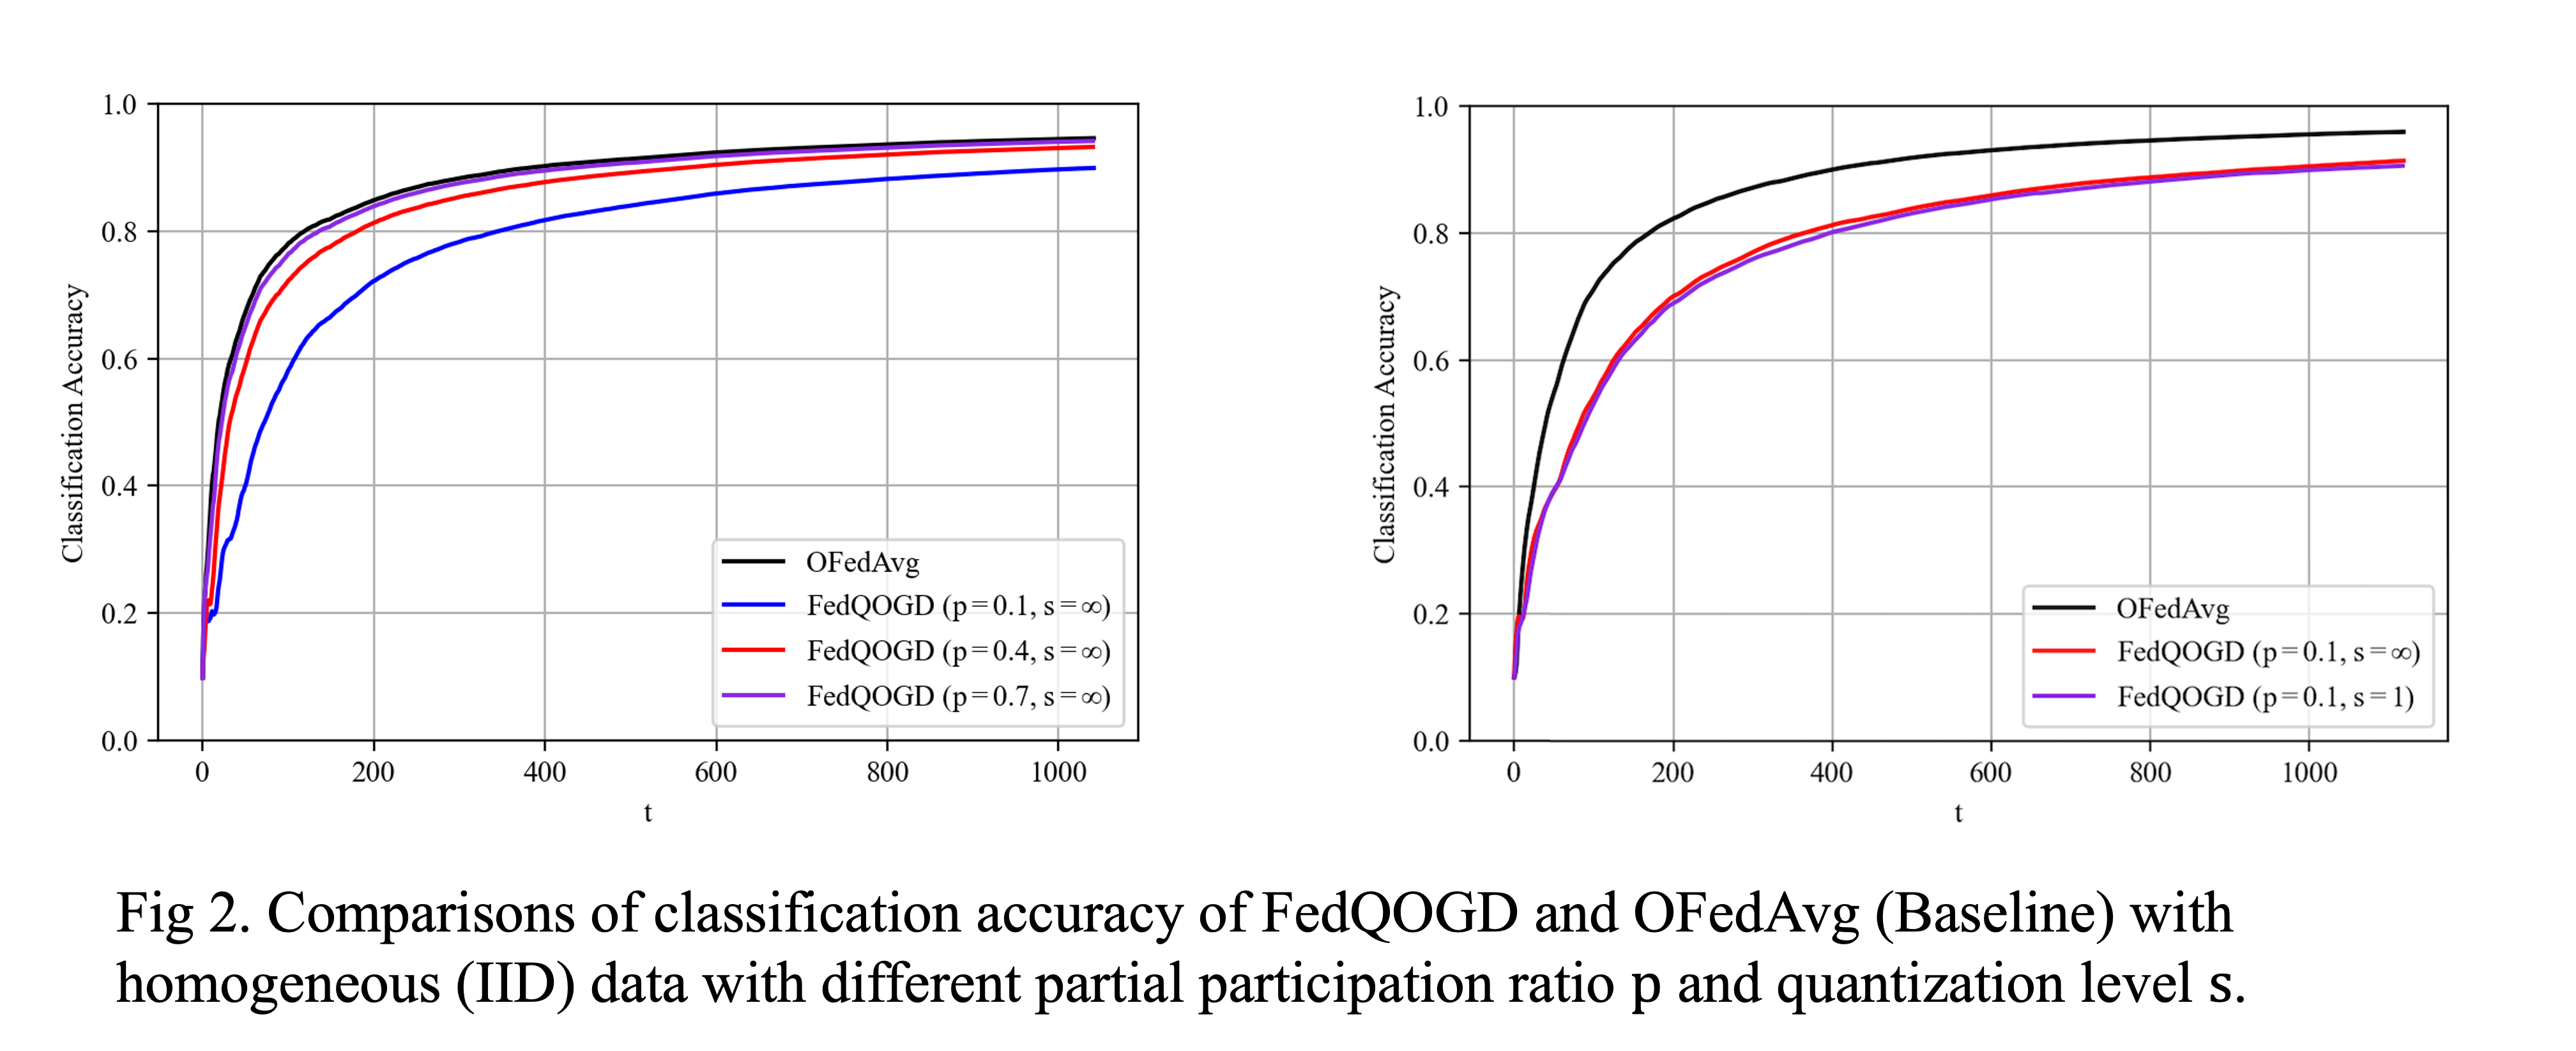 1.0
0.8
0.6
0.4
0.2
0.0
Classification Accuracy
0 200 400 600 800 1000
t
OFedAvg
FedQOGD (p=0.1, s=∞)
FedQOGD (p=0.4, s=∞)
FedQOGD (p=0.7, s=∞)
1.0
0.8
0.6
0.4
0.2
0.0
Classification Accuracy
0 200 400 600 800 1000
t
OFedAvg
FedQOGD (p=0.1, s=∞)
FedQOGD (p=0.1, s=1)
Fig 2. Comparisons of classification accuracy of FedQOGD and OFedAvg (Baseline) with
homogeneous (IID) data with different partial participation ratio p and quantization level s.